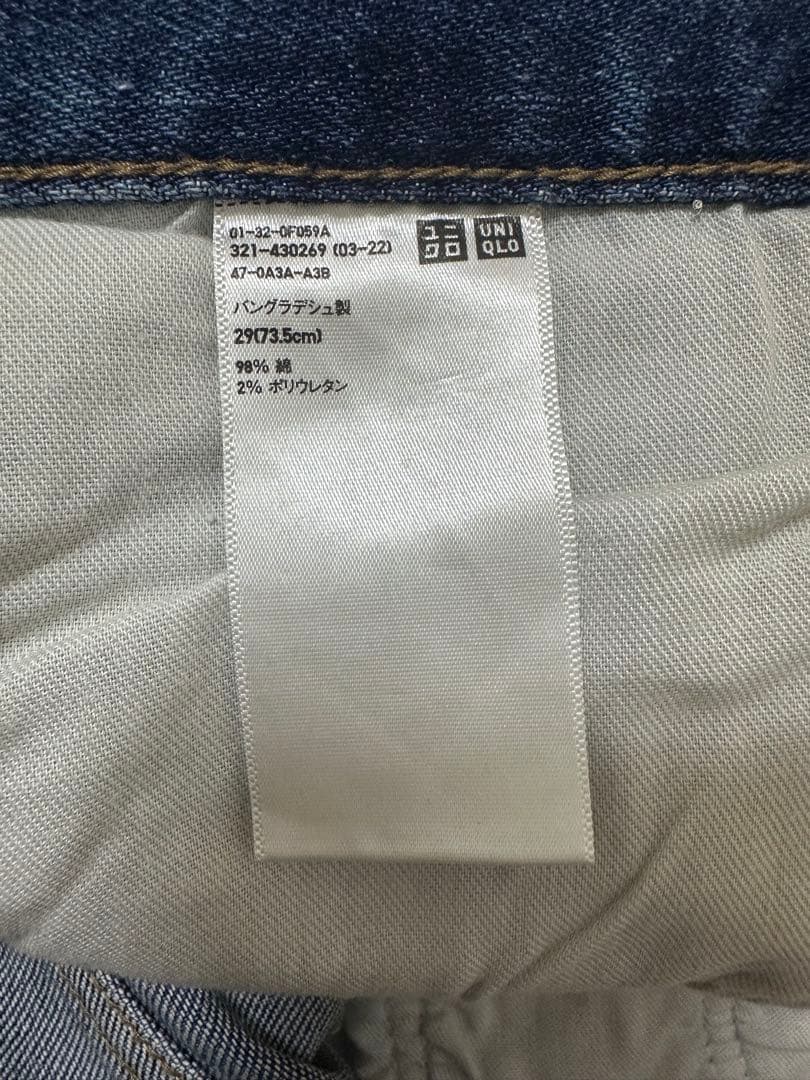 01-32-0F059A
321-430269 (03-22)
47-0A3A-A3B
ユニ
クロ
UNI
QLO
バングラデシュ製
29(73.5cm)
98% 綿
2% ポリウレタン